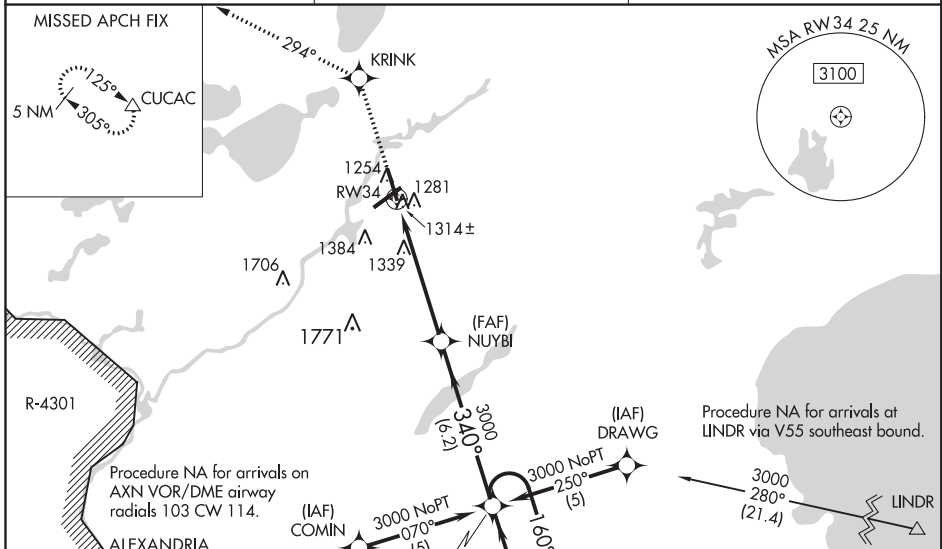 MISSED APCH FIX
125°
CUCAC
5 NM
305°
294°
KRINK
MSA RW34 25 NM
3100
1254
RW34
1281
1314±
1384
1339
1706
1771
(FAF)
NUYBI
R-4301
3000
340°
(6.2)
(IAF)
DRAWG
Procedure NA for arrivals at
LINDR via V55 southeast bound.
3000 NoPT
250°
(5)
3000
280°
(21.4)
LINDR
Procedure NA for arrivals on
AXN VOR/DME airway
radials 103 CW 114.
(IAF)
COMIN
3000 NoPT
070°
(5)
160°
ALEXANDRIA